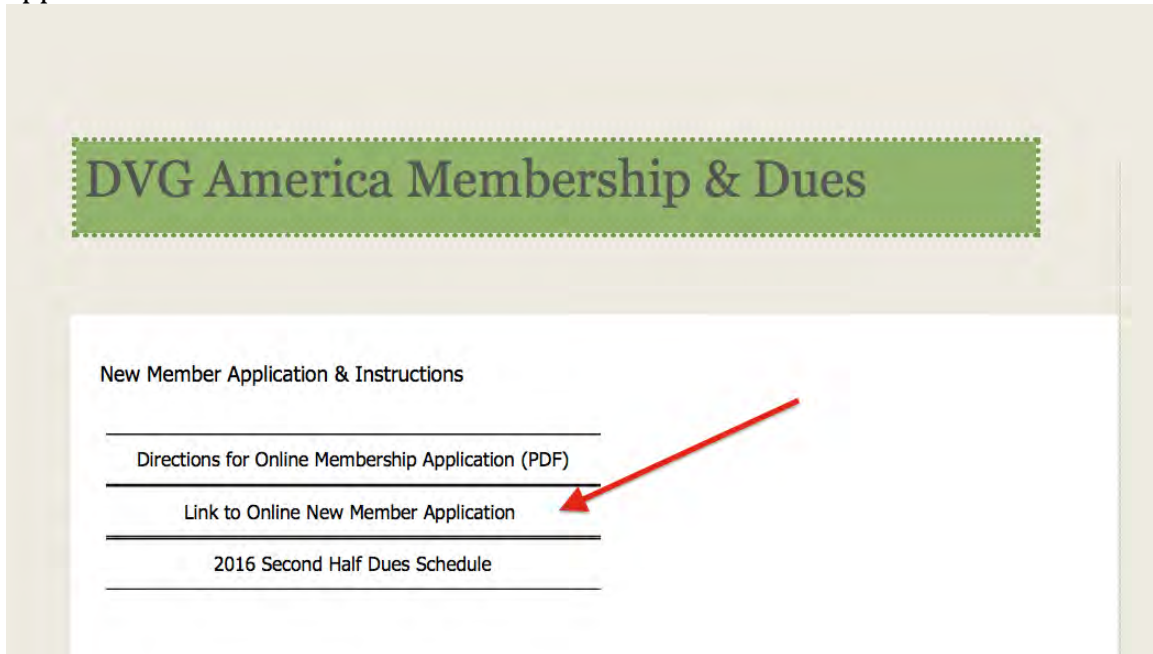 DVG America Membership & Dues
New Member Application & Instructions
Directions for Online Membership Application (PDF)
Link to Online New Member Application
2016 Second Half Dues Schedule